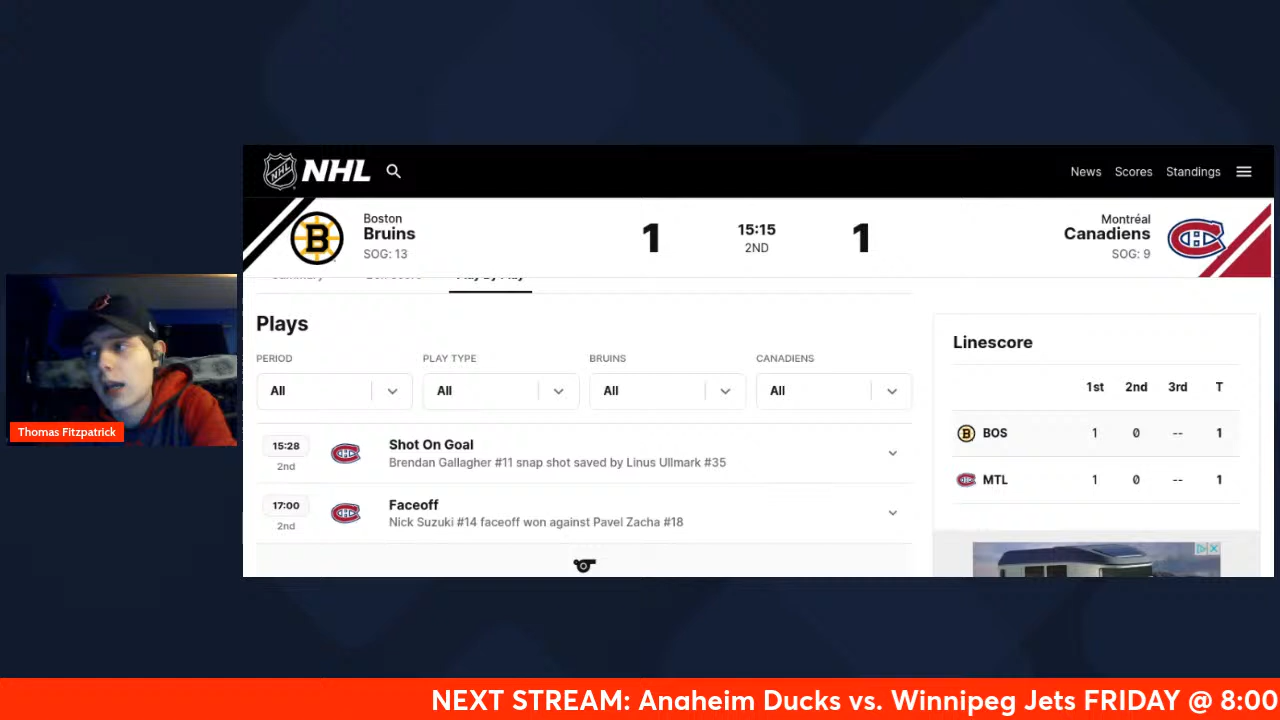 NHL
News Scores Standings
Boston
Bruins
SOG: 13
1
15:15
2ND
1
Montréal
Canadiens
SOG: 9
Play By Play
Plays
PERIOD
PLAY TYPE
BRUINS
CANADIENS
All
All
All
All
15:28
2nd
Shot On Goal
Brendan Gallagher #11 snap shot saved by Linus Ullmark #35
17:00
2nd
Faceoff
Nick Suzuki #14 faceoff won against Pavel Zacha #18
Linescore
1st 2nd 3rd T
BOS 1 0 -- 1
MTL 1 0 -- 1
Thomas Fitzpatrick
NEXT STREAM: Anaheim Ducks vs. Winnipeg Jets FRIDAY @ 8:00